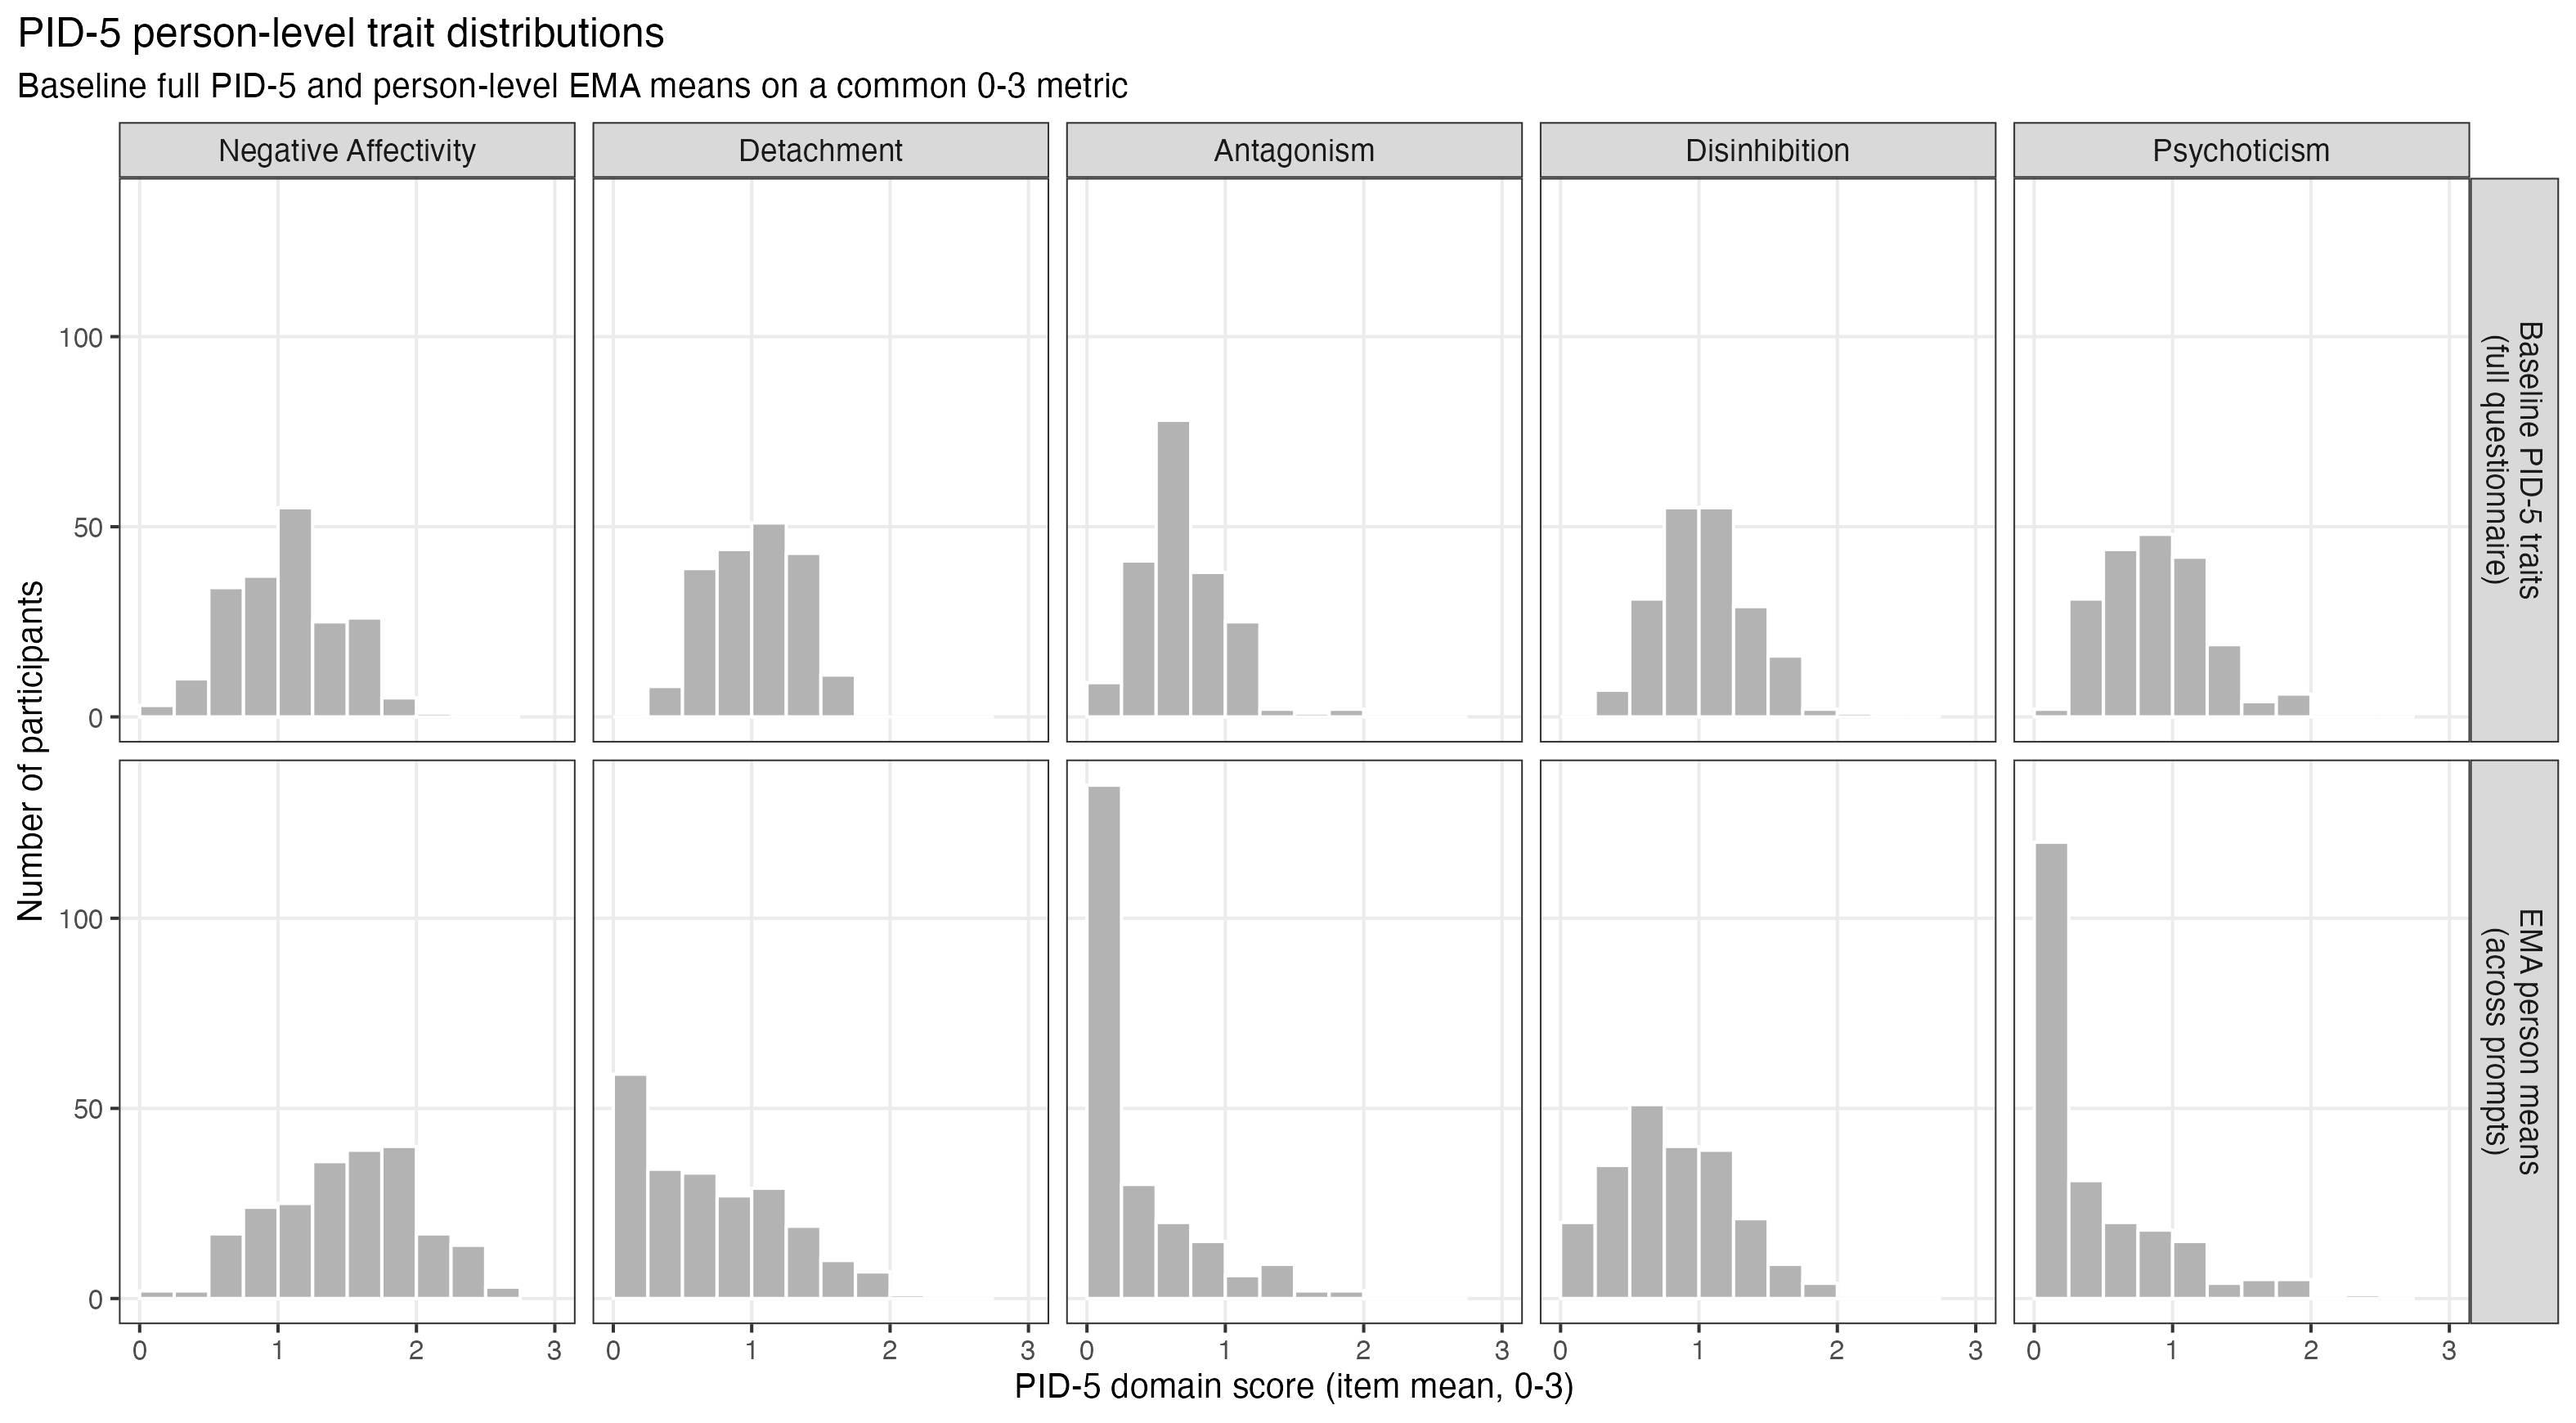 PID-5 person-level trait distributions
Baseline full PID-5 and person-level EMA means on a common 0-3 metric
Negative Affectivity
Detachment
Antagonism
Disinhibition
Psychoticism
100
50
0
Baseline PID-5 traits
(full questionnaire)
Number of participants
100
50
0
EMA person means
(across prompts)
0 1 2 3
0 1 2 3
0 1 2 3
0 1 2 3
0 1 2 3
PID-5 domain score (item mean, 0-3)